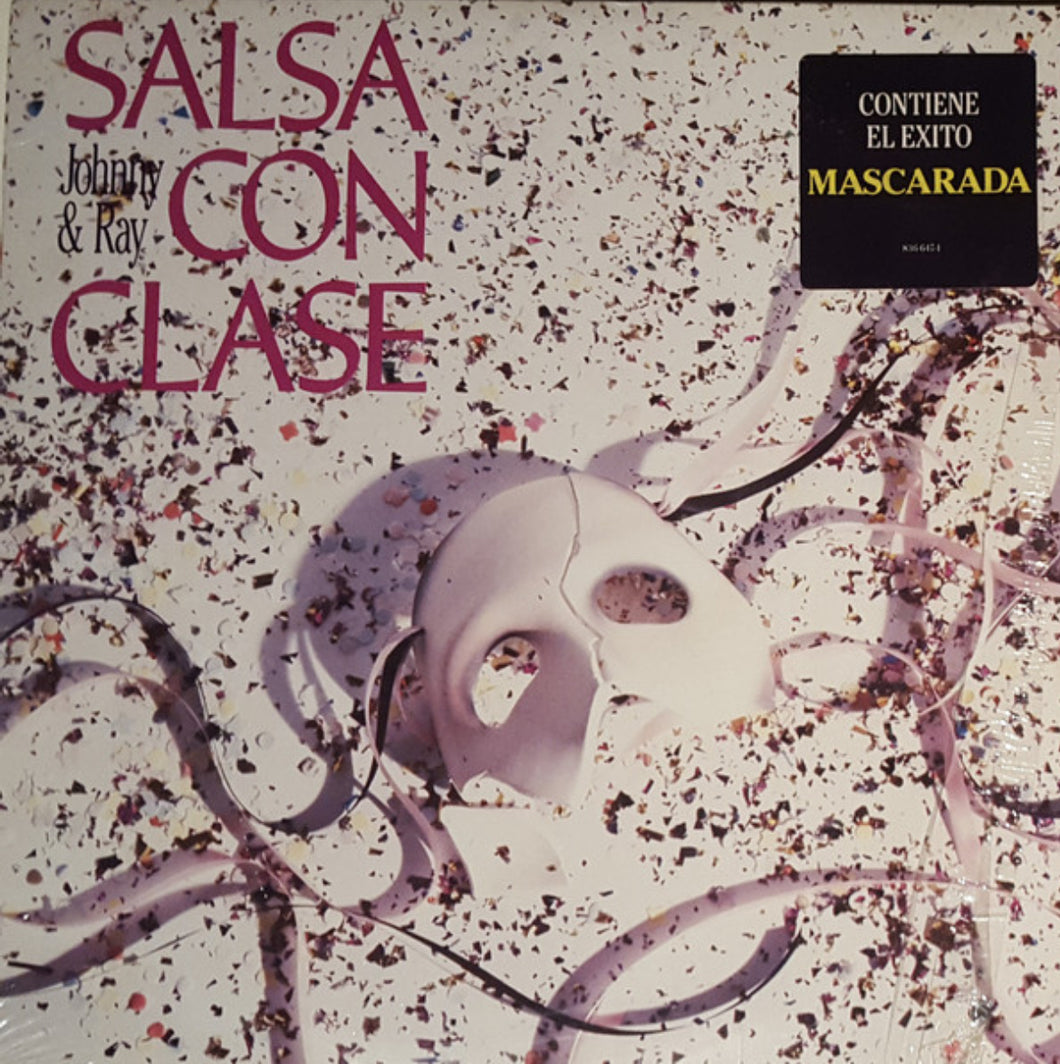 SALSA
Johnny
& Ray
CON
CLASE
CONTIENE
EL EXITO
MASCARADA